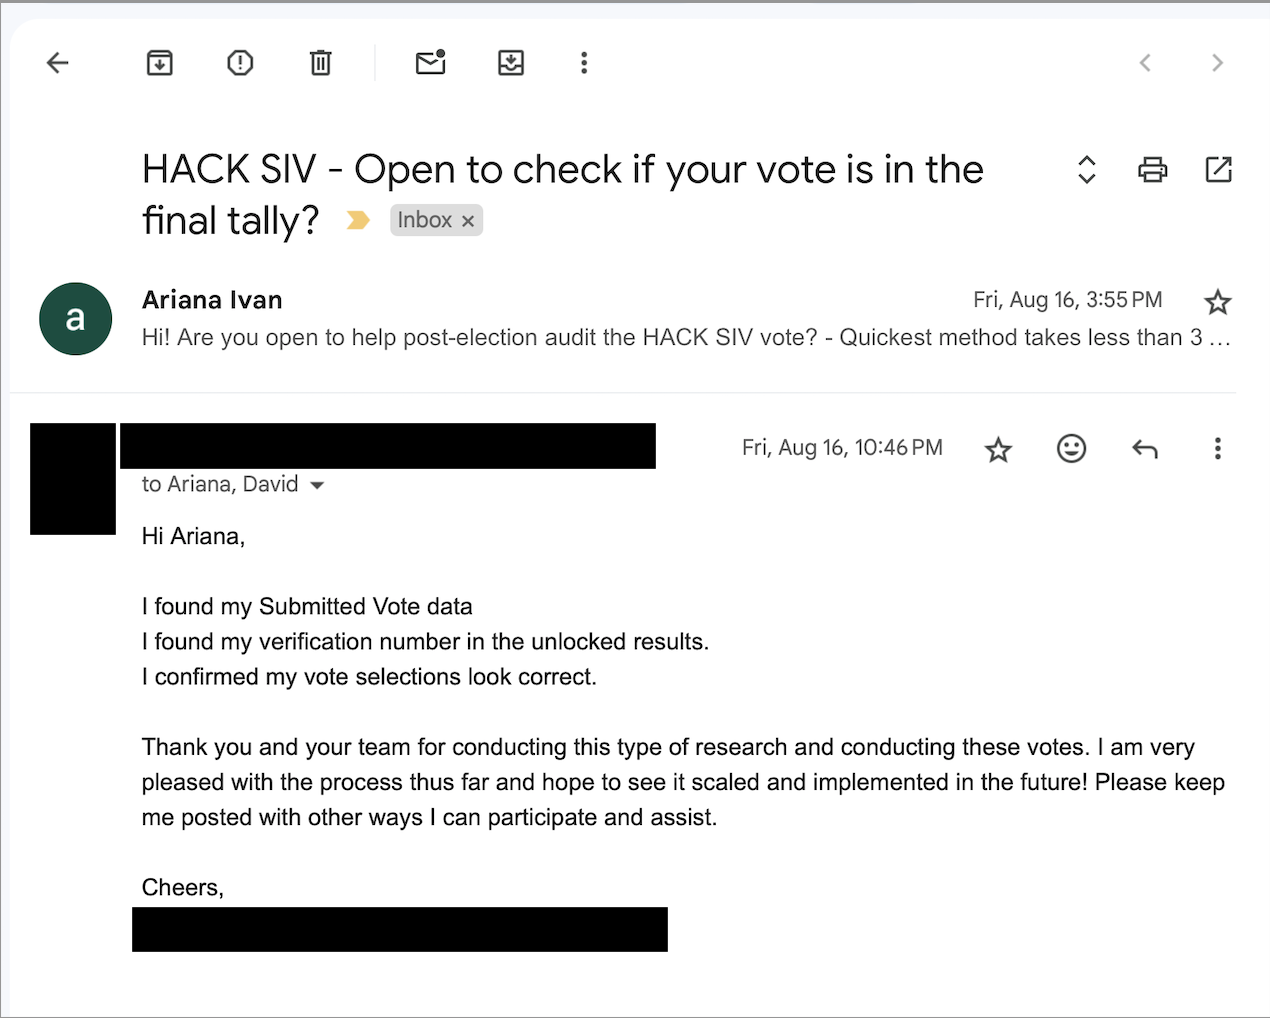 HACK SIV - Open to check if your vote is in the
final tally?
Inbox ×
a
Ariana Ivan
Fri, Aug 16, 3:55 PM
Hi! Are you open to help post-election audit the HACK SIV vote? - Quickest method takes less than 3 …
Fri, Aug 16, 10:46 PM
to Ariana, David
Hi Ariana,
I found my Submitted Vote data
I found my verification number in the unlocked results.
I confirmed my vote selections look correct.
Thank you and your team for conducting this type of research and conducting these votes. I am very
pleased with the process thus far and hope to see it scaled and implemented in the future! Please keep
me posted with other ways I can participate and assist.
Cheers,